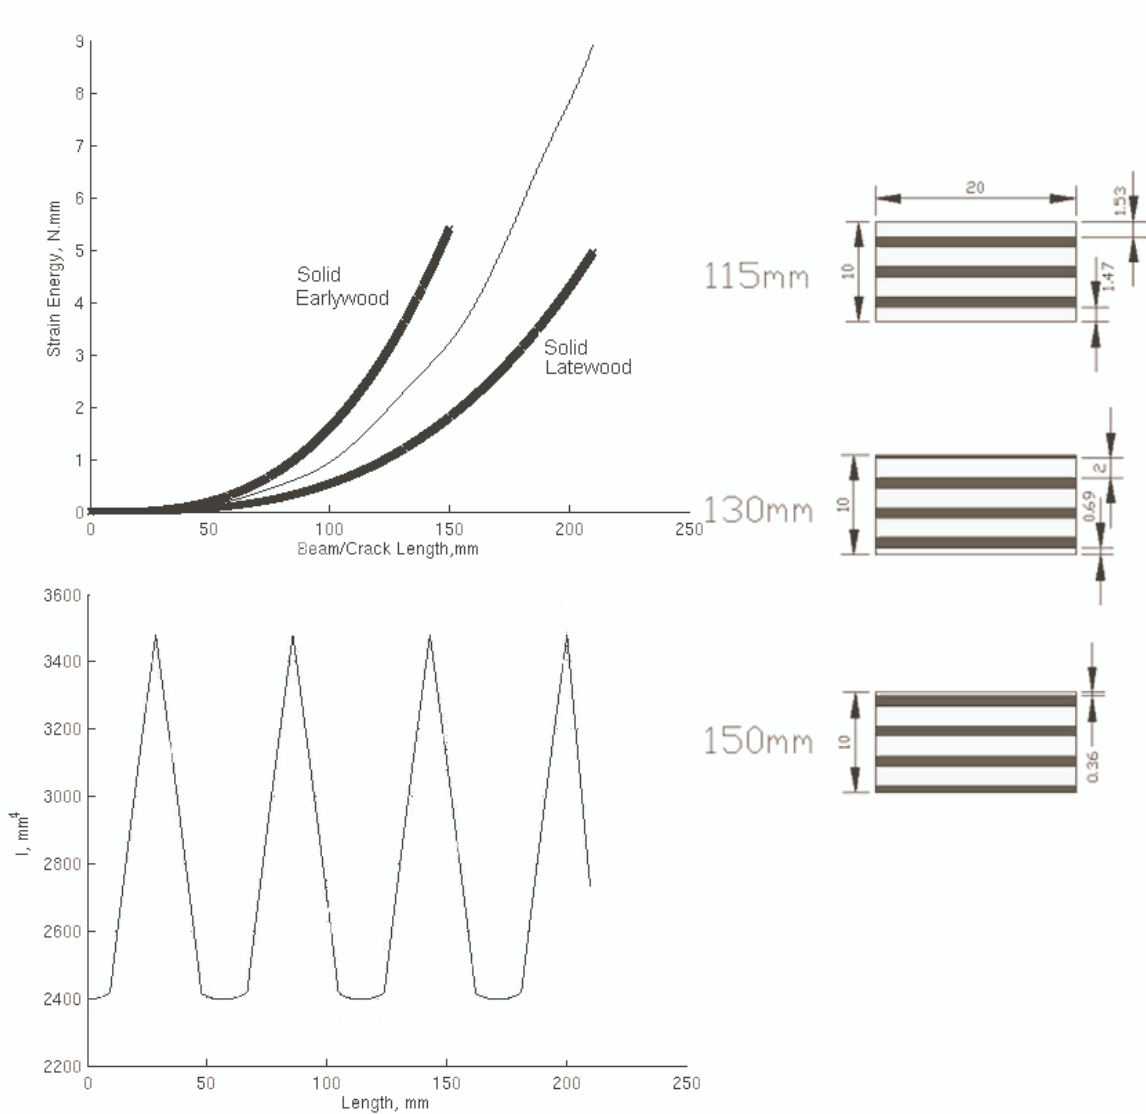 9
8
7
6
5
4
3
2
1
0
Strain Energy, N.mm
Solid
Earlywood
Solid
Latewood
0 50 100 150 200 250
Beam/Crack Length,mm
3600
3400
3200
3000
2800
2600
2400
2200
I, mm⁴
0 50 100 150 200 250
Length, mm
115mm
20
10
1.53
1.47
130mm
10
2
0.69
150mm
10
0.36